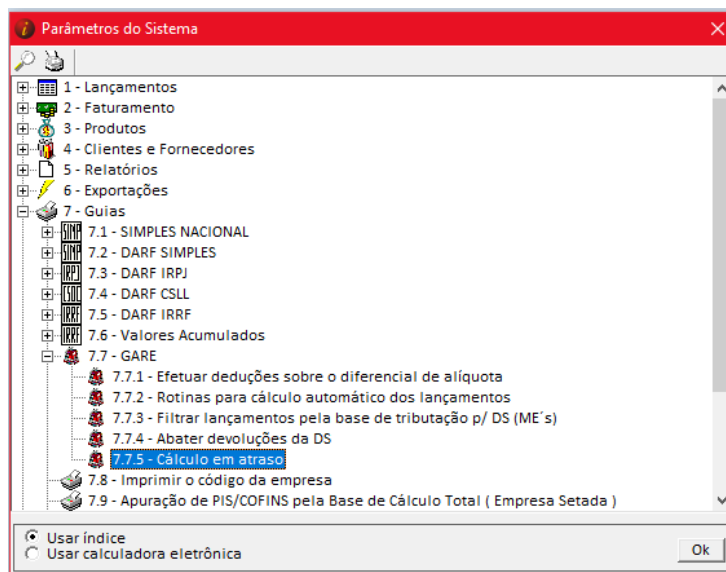 Parâmetros do Sistema
1 - Lançamentos
2 - Faturamento
3 - Produtos
4 - Clientes e Fornecedores
5 - Relatórios
6 - Exportações
7 - Guias
7.1 - SIMPLES NACIONAL
7.2 - DARF SIMPLES
7.3 - DARF IRPJ
7.4 - DARF CSLL
7.5 - DARF IRRF
7.6 - Valores Acumulados
7.7 - GARE
7.7.1 - Efetuar deduções sobre o diferencial de alíquota
7.7.2 - Rotinas para cálculo automático dos lançamentos
7.7.3 - Filtrar lançamentos pela base de tributação p/ DS (ME´s)
7.7.4 - Abater devoluções da DS
7.7.5 - Cálculo em atraso
7.8 - Imprimir o código da empresa
7.9 - Apuração de PIS/COFINS pela Base de Cálculo Total ( Empresa Setada )
Usar índice
Usar calculadora eletrônica
Ok